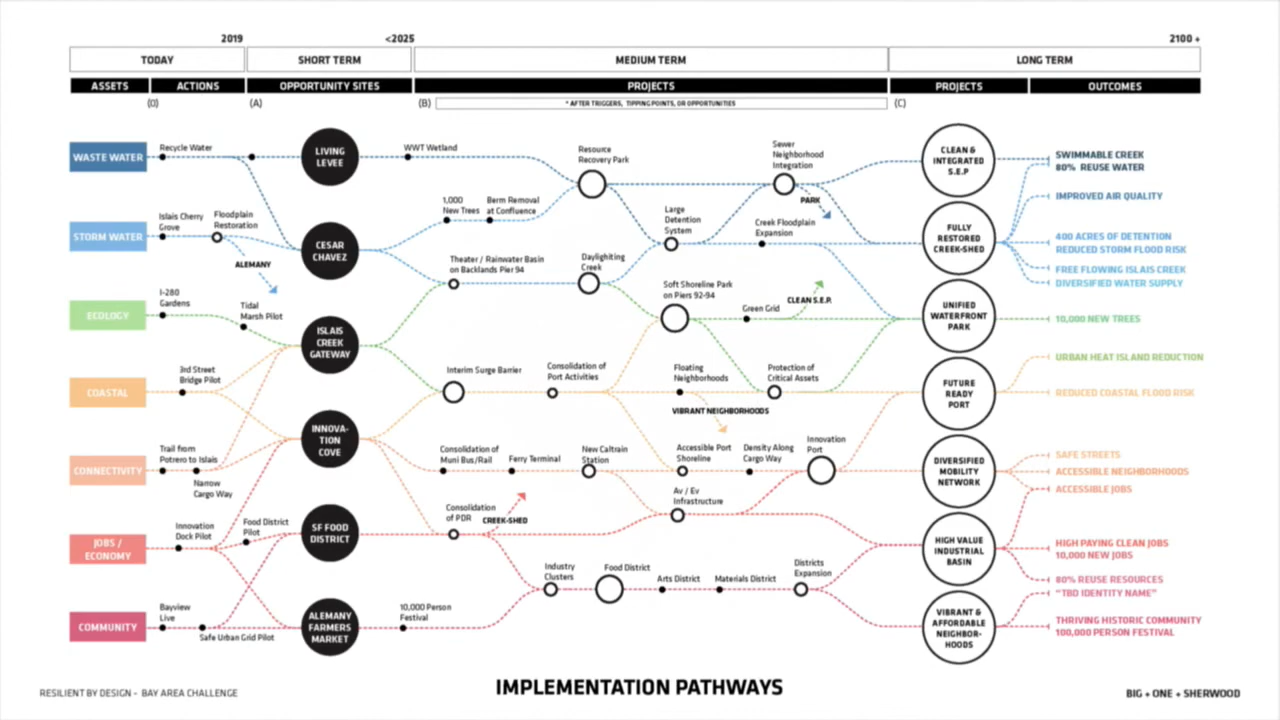 2019
<2025
2100 +
TODAY
SHORT TERM
MEDIUM TERM
LONG TERM
ASSETS
ACTIONS
OPPORTUNITY SITES
PROJECTS
PROJECTS
OUTCOMES
(O)
(A)
(B)
* AFTER TRIGGERS, TIPPING POINTS, OR OPPORTUNITIES
(C)
WASTE WATER
STORM WATER
ECOLOGY
COASTAL
CONNECTIVITY
JOBS /
ECONOMY
COMMUNITY
Recycle Water
Islais Cherry
Grove
Floodplain
Restoration
ALEMANY
I-280
Gardens
Tidal
Marsh Pilot
3rd Street
Bridge Pilot
Trail from
Potrero to Islais
Narrow
Cargo Way
Innovation
Dock Pilot
Food District
Pilot
Bayview
Live
Safe Urban Grid Pilot
LIVING
LEVEE
CESAR
CHAVEZ
ISLAIS
CREEK
GATEWAY
INNOVA-
TION
COVE
SF FOOD
DISTRICT
ALEMANY
FARMERS
MARKET
WWT Wetland
Resource
Recovery Park
Sewer
Neighborhood
Integration
PARK
1,000
New Trees
Berm Removal
at Confluence
Large
Detention
System
Creek Floodplain
Expansion
Theater / Rainwater Basin
on Backlands Pier 94
Daylighiting
Creek
Soft Shoreline Park
on Piers 92-94
Green Grid
CLEAN S.E.P.
Interim Surge Barrier
Consolidation of
Port Activities
Floating
Neighborhoods
Protection of
Critical Assets
VIBRANT NEIGHBORHOODS
Consolidation of
Muni Bus/Rail
Ferry Terminal
New Caltrain
Station
Accessible Port
Shoreline
Density Along
Cargo Way
Innovation
Port
Consolidation
of PDR
CREEK-SHED
Av / Ev
Infrastructure
Industry
Clusters
Food District
Arts District
Materials District
Districts
Expansion
10,000 Person
Festival
CLEAN &
INTEGRATED
S.E.P
FULLY
RESTORED
CREEK-SHED
UNIFIED
WATERFRONT
PARK
FUTURE
READY
PORT
DIVERSIFIED
MOBILITY
NETWORK
HIGH VALUE
INDUSTRIAL
BASIN
VIBRANT &
AFFORDABLE
NEIGHBOR-
HOODS
SWIMMABLE CREEK
80% REUSE WATER
IMPROVED AIR QUALITY
400 ACRES OF DETENTION
REDUCED STORM FLOOD RISK
FREE FLOWING ISLAIS CREEK
DIVERSIFIED WATER SUPPLY
10,000 NEW TREES
URBAN HEAT ISLAND REDUCTION
REDUCED COASTAL FLOOD RISK
SAFE STREETS
ACCESSIBLE NEIGHBORHOODS
ACCESSIBLE JOBS
HIGH PAYING CLEAN JOBS
10,000 NEW JOBS
80% REUSE RESOURCES
"TBD IDENTITY NAME"
THRIVING HISTORIC COMMUNITY
100,000 PERSON FESTIVAL
RESILIENT BY DESIGN - BAY AREA CHALLENGE
IMPLEMENTATION PATHWAYS
BIG + ONE + SHERWOOD